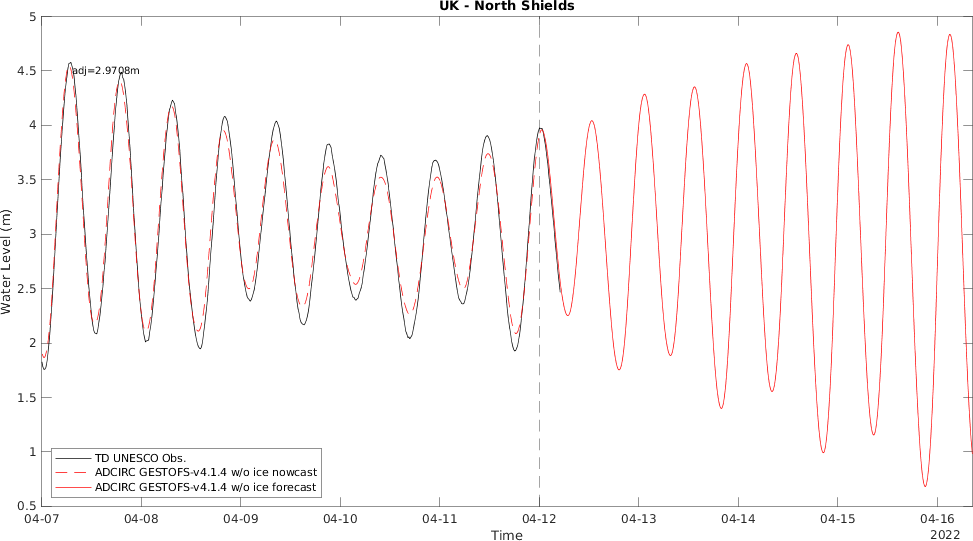 UK - North Shields
5
4.5
4
3.5
3
2.5
2
1.5
1
0.5
Water Level (m)
adj=2.9708m
TD UNESCO Obs.
ADCIRC GESTOFS-v4.1.4 w/o ice nowcast
ADCIRC GESTOFS-v4.1.4 w/o ice forecast
04-07 04-08 04-09 04-10 04-11 04-12 04-13 04-14 04-15 04-16
Time
2022